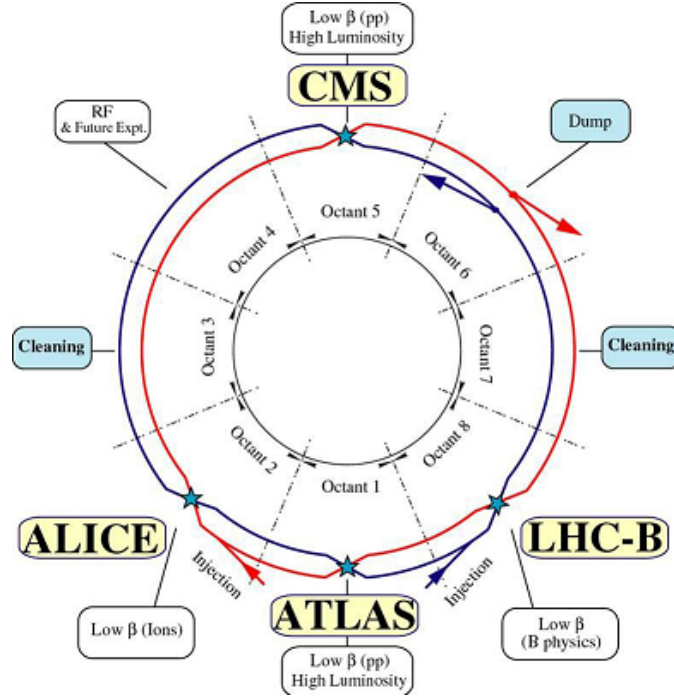 Low β (pp)
High Luminosity
CMS
RF
& Future Expt.
Dump
Octant 5
Octant 4
Octant 6
Cleaning
Octant 3
Octant 7
Cleaning
Octant 2
Octant 8
Octant 1
ALICE
LHC-B
Injection
Injection
ATLAS
Low β (Ions)
Low β
(B physics)
Low β (pp)
High Luminosity